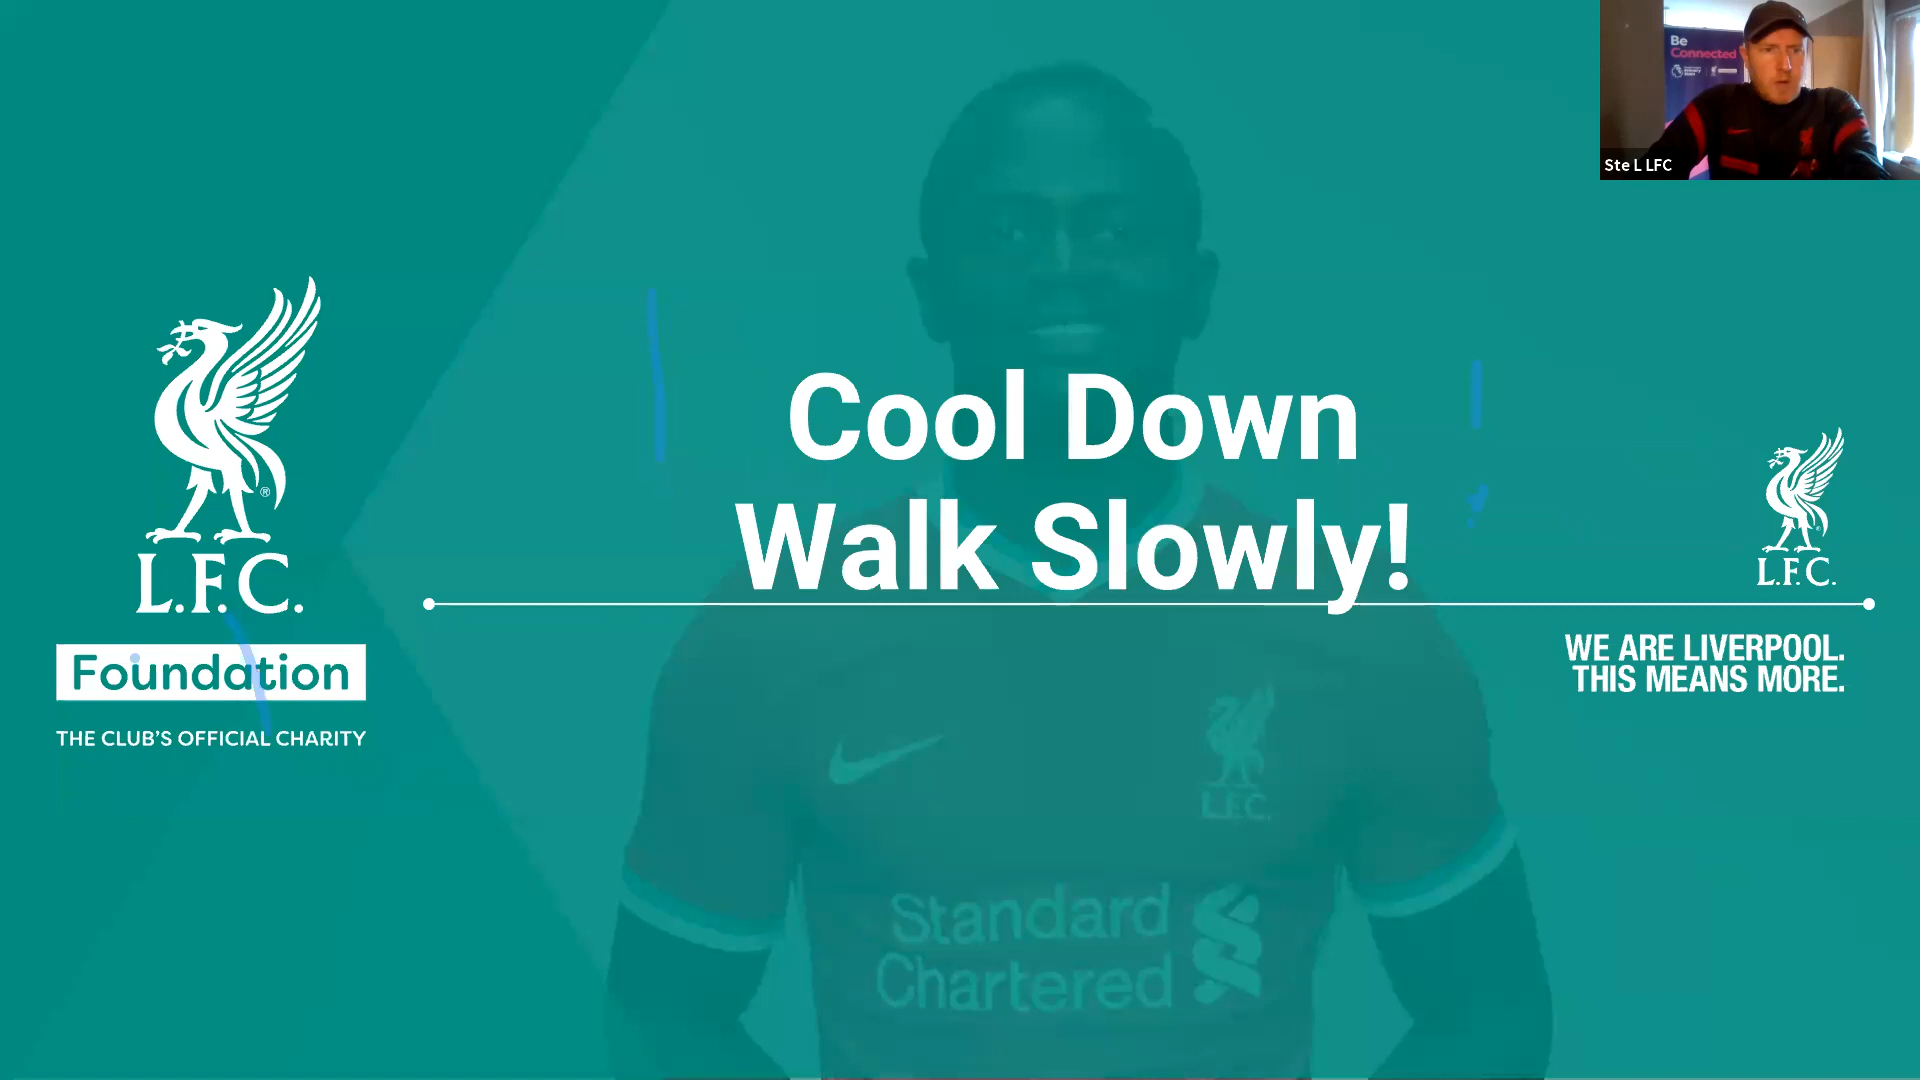 Be
Connected
Ste L LFC
Cool Down
Walk Slowly!
L.F.C.
Foundation
THE CLUB'S OFFICIAL CHARITY
L.F.C.
WE ARE LIVERPOOL.
THIS MEANS MORE.
L.F.C.
Standard
Chartered